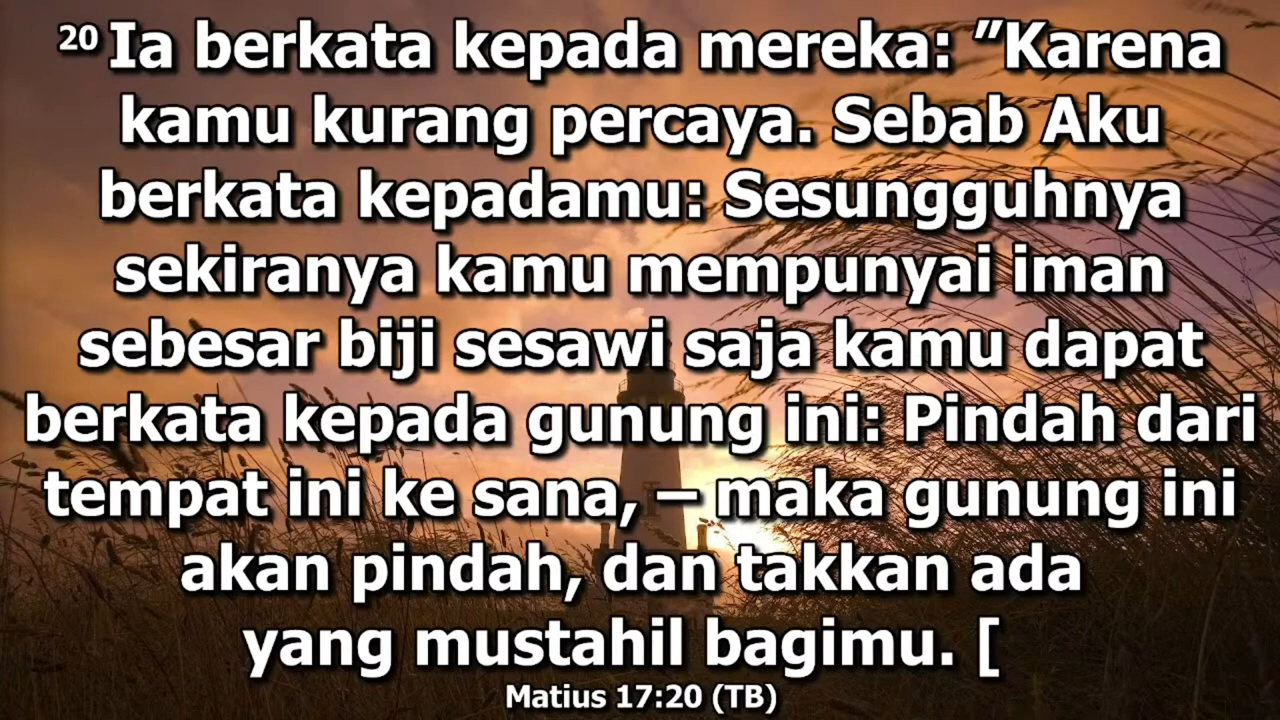 20 Ia berkata kepada mereka: ”Karena
kamu kurang percaya. Sebab Aku
berkata kepadamu: Sesungguhnya
sekiranya kamu mempunyai iman
sebesar biji sesawi saja kamu dapat
berkata kepada gunung ini: Pindah dari
tempat ini ke sana, – maka gunung ini
akan pindah, dan takkan ada
yang mustahil bagimu. [
Matius 17:20 (TB)